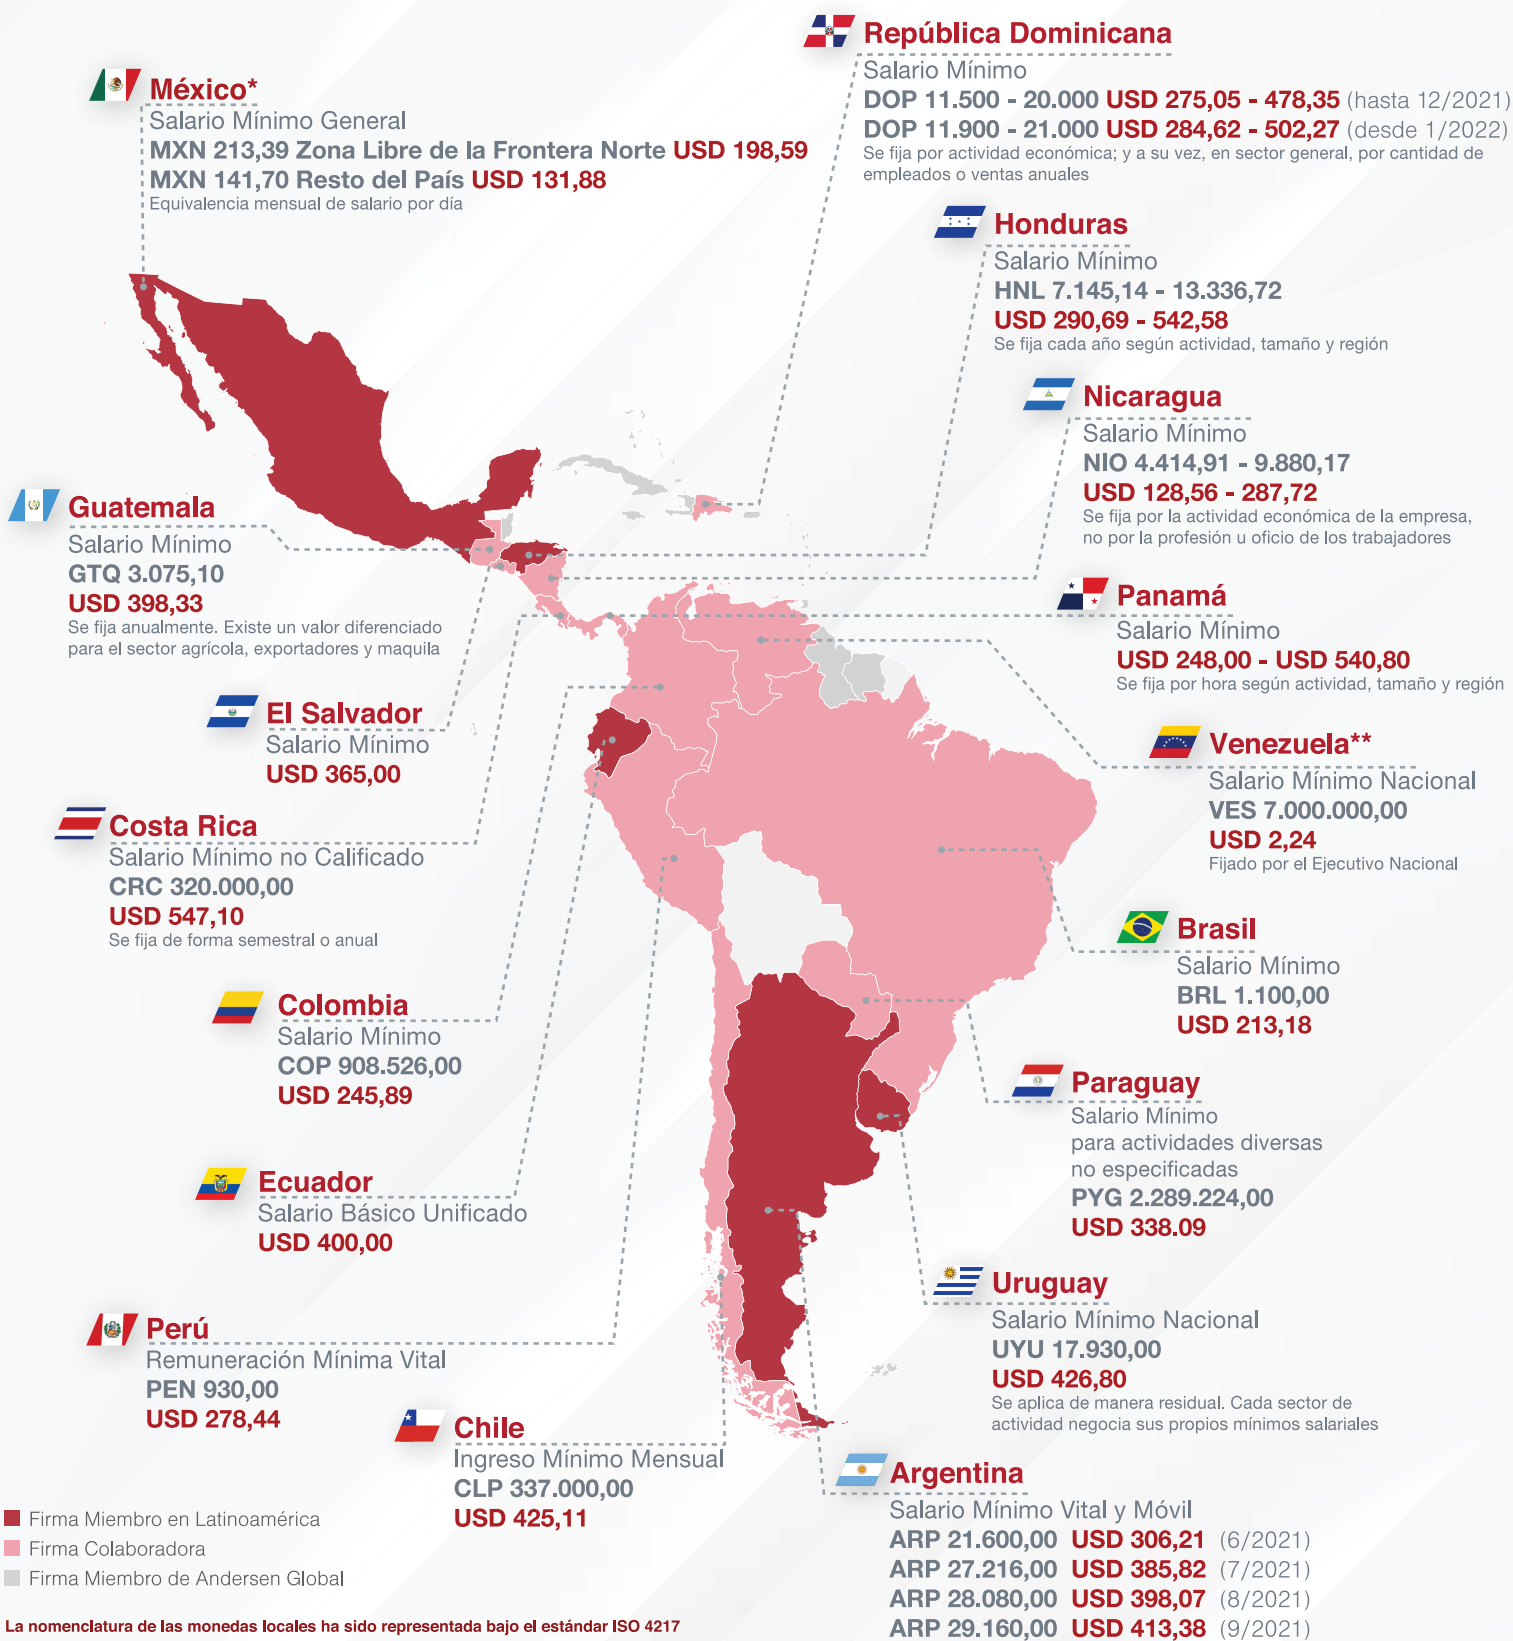 República Dominicana
Salario Mínimo
DOP 11.500 - 20.000 USD 275,05 - 478,35 (hasta 12/2021)
DOP 11.900 - 21.000 USD 284,62 - 502,27 (desde 1/2022)
Se fija por actividad económica; y a su vez, en sector general, por cantidad de
empleados o ventas anuales
México*
Salario Mínimo General
MXN 213,39 Zona Libre de la Frontera Norte USD 198,59
MXN 141,70 Resto del País USD 131,88
Equivalencia mensual de salario por día
Honduras
Salario Mínimo
HNL 7.145,14 - 13.336,72
USD 290,69 - 542,58
Se fija cada año según actividad, tamaño y región
Nicaragua
Salario Mínimo
NIO 4.414,91 - 9.880,17
USD 128,56 - 287,72
Se fija por la actividad económica de la empresa,
no por la profesión u oficio de los trabajadores
Guatemala
Salario Mínimo
GTQ 3.075,10
USD 398,33
Se fija anualmente. Existe un valor diferenciado
para el sector agrícola, exportadores y maquila
Panamá
Salario Mínimo
USD 248,00 - USD 540,80
Se fija por hora según actividad, tamaño y región
El Salvador
Salario Mínimo
USD 365,00
Venezuela**
Salario Mínimo Nacional
VES 7.000.000,00
USD 2,24
Fijado por el Ejecutivo Nacional
Costa Rica
Salario Mínimo no Calificado
CRC 320.000,00
USD 547,10
Se fija de forma semestral o anual
Brasil
Salario Mínimo
BRL 1.100,00
USD 213,18
Colombia
Salario Mínimo
COP 908.526,00
USD 245,89
Paraguay
Salario Mínimo
para actividades diversas
no especificadas
PYG 2.289.224,00
USD 338.09
Ecuador
Salario Básico Unificado
USD 400,00
Uruguay
Salario Mínimo Nacional
UYU 17.930,00
USD 426,80
Se aplica de manera residual. Cada sector de
actividad negocia sus propios mínimos salariales
Perú
Remuneración Mínima Vital
PEN 930,00
USD 278,44
Chile
Ingreso Mínimo Mensual
CLP 337.000,00
USD 425,11
Argentina
Salario Mínimo Vital y Móvil
ARP 21.600,00 USD 306,21 (6/2021)
ARP 27.216,00 USD 385,82 (7/2021)
ARP 28.080,00 USD 398,07 (8/2021)
ARP 29.160,00 USD 413,38 (9/2021)
Firma Miembro en Latinoamérica
Firma Colaboradora
Firma Miembro de Andersen Global
La nomenclatura de las monedas locales ha sido representada bajo el estándar ISO 4217